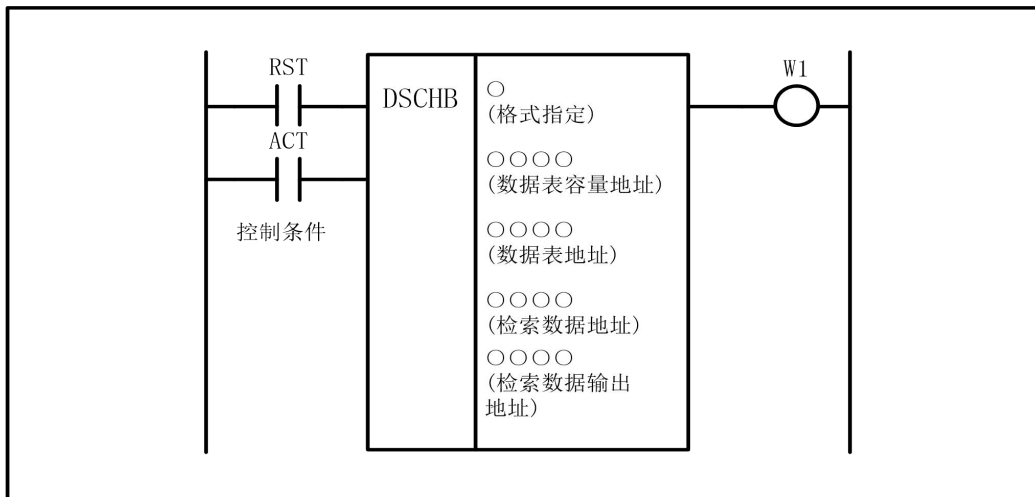 RST
W1
DSCHB
○
(格式指定)
ACT
○○○○
(数据表容量地址)
控制条件
○○○○
(数据表地址)
○○○○
(检索数据地址)
○○○○
(检索数据输出
地址)